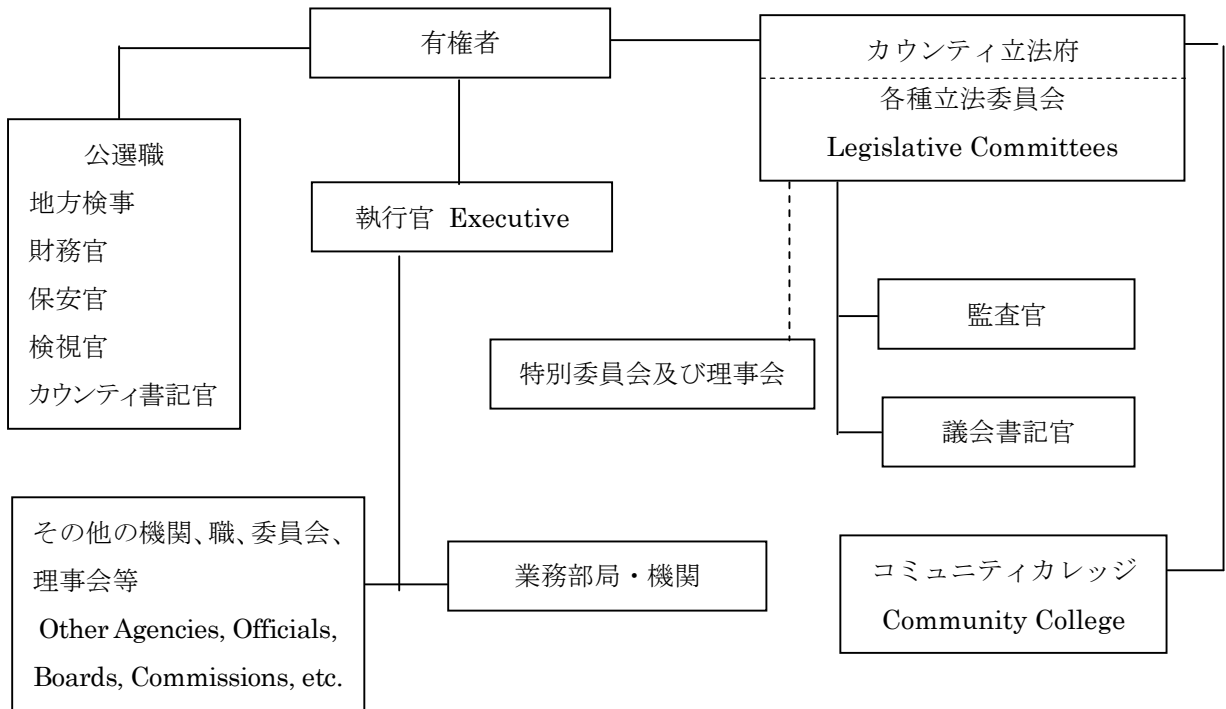 有権者
カウンティ立法府
各種立法委員会
Legislative Committees
公選職
地方検事
財務官
保安官
検視官
カウンティ書記官
執行官 Executive
監査官
特別委員会及び理事会
議会書記官
その他の機関、職、委員会、
理事会等
Other Agencies, Officials,
Boards, Commissions, etc.
業務部局・機関
コミュニティカレッジ
Community College